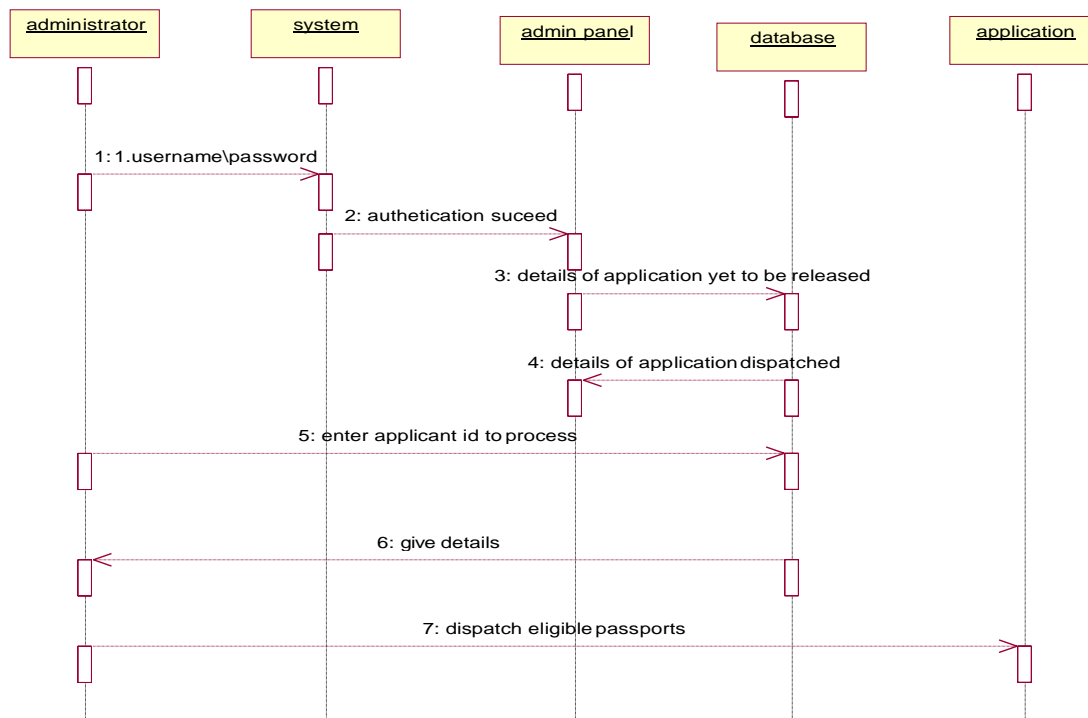 administrator
system
admin panel
database
application
1: 1.username\password
2: authetication suceed
3: details of application yet to be released
4: details of application dispatched
5: enter applicant id to process
6: give details
7: dispatch eligible passports